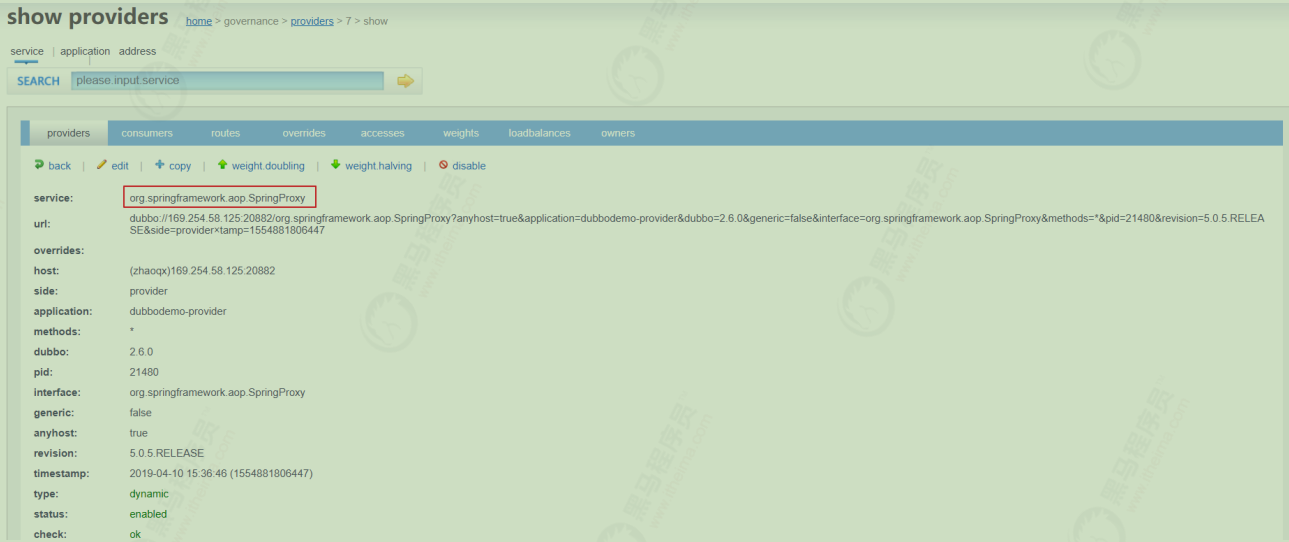 show providers home > governance > providers > 7 > show
service | application address
SEARCH please.input.service
providers consumers routes overrides accesses weights loadbalances owners
back | edit | copy | weight.doubling | weight.halving | disable
service: org.springframework.aop.SpringProxy
url: dubbo://169.254.58.125:20882/org.springframework.aop.SpringProxy?anyhost=true&application=dubbodemo-provider&dubbo=2.6.0&generic=false&interface=org.springframework.aop.SpringProxy&methods=*&pid=21480&revision=5.0.5.RELEA
SE&side=provider×tamp=1554881806447
overrides:
host: (zhaoqx)169.254.58.125:20882
side: provider
application: dubbodemo-provider
methods: *
dubbo: 2.6.0
pid: 21480
interface: org.springframework.aop.SpringProxy
generic: false
anyhost: true
revision: 5.0.5.RELEASE
timestamp: 2019-04-10 15:36:46 (1554881806447)
type: dynamic
status: enabled
check: ok
黑马程序员
www.itheima.com